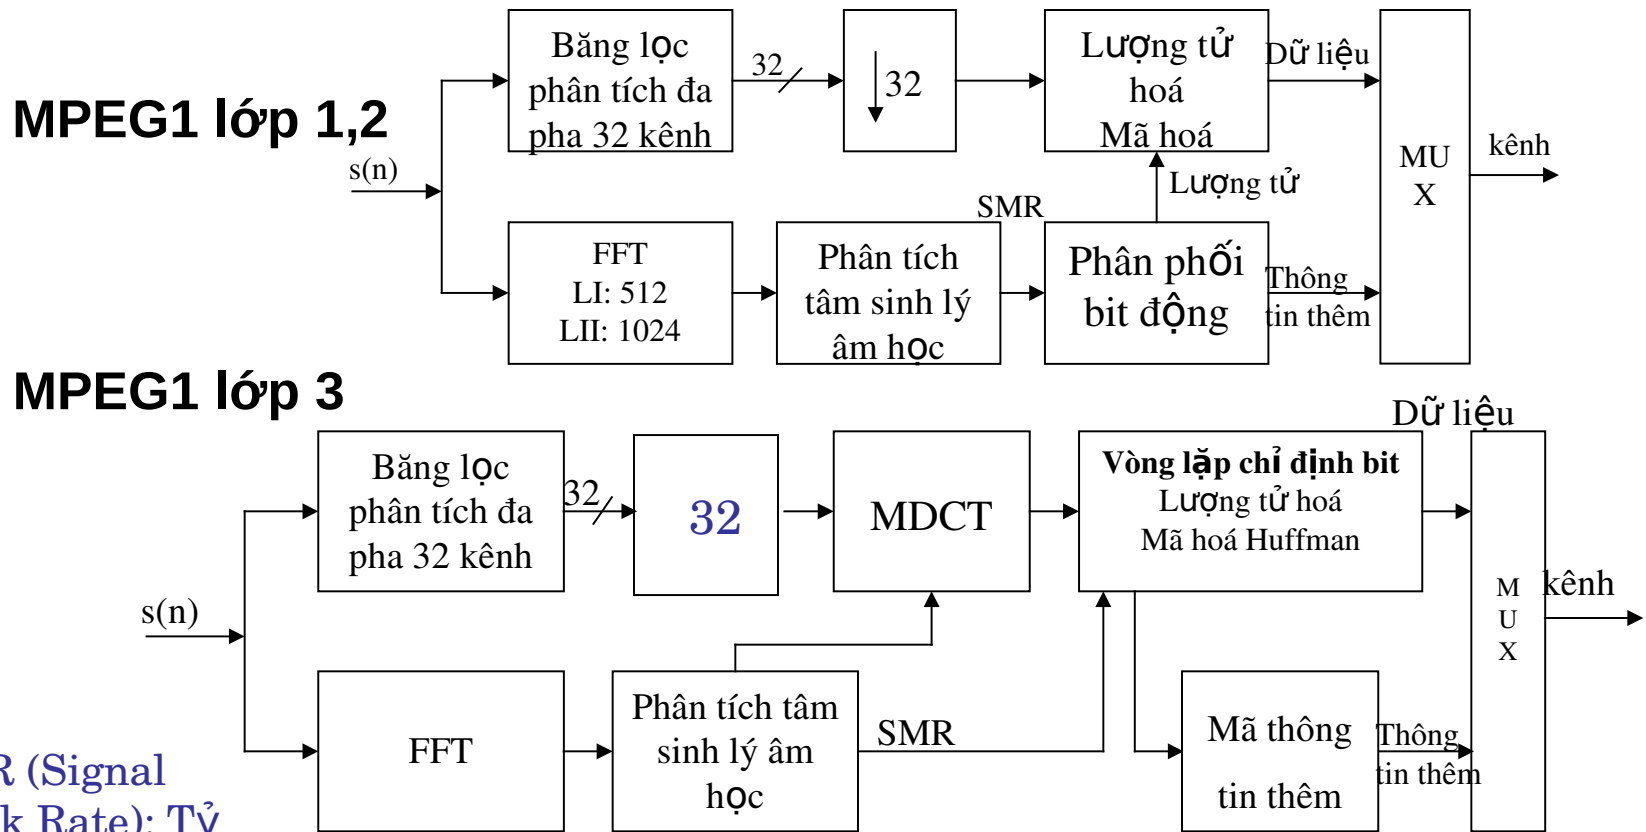 MPEG1 lớp 1,2
s(n)
Băng lọc
phân tích đa
pha 32 kênh
32
32
Lượng tử
hoá
Mã hoá
Dữ liệu
MU
X
kênh
Lượng tử
SMR
FFT
LI: 512
LII: 1024
Phân tích
tâm sinh lý
âm học
Phân phối
bit động
Thông
tin thêm
MPEG1 lớp 3
Dữ liệu
s(n)
Băng lọc
phân tích đa
pha 32 kênh
32
32
MDCT
Vòng lặp chỉ định bit
Lượng tử hoá
Mã hoá Huffman
M
U
X
kênh
FFT
Phân tích tâm
sinh lý âm
học
SMR
Mã thông
tin thêm
Thông
tin thêm
R (Signal
k Rate): Tỷ